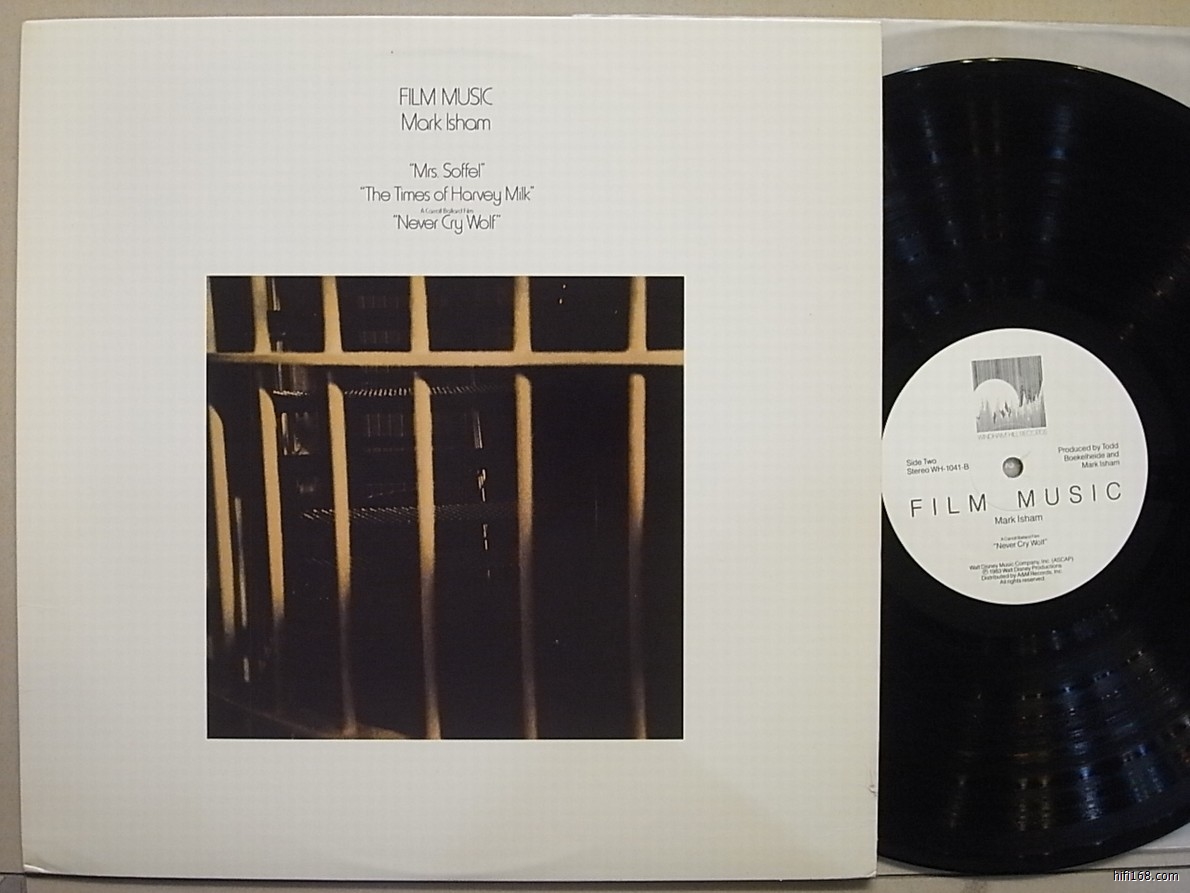 FILM MUSIC
Mark Isham
"Mrs. Soffel"
"The Times of Harvey Milk"
A Carroll Ballard Film
"Never Cry Wolf"
WINDHAM HILL RECORDS
Side Two
Stereo WH-1041-B
Produced by Todd
Boekelheide and
Mark Isham
FILM MUSIC
Mark Isham
A Carroll Ballard Film
"Never Cry Wolf"
Walt Disney Music Company, Inc. (ASCAP)
℗ 1983 Walt Disney Productions
Distributed by A&M Records, Inc.
All rights reserved.
hifi168.com